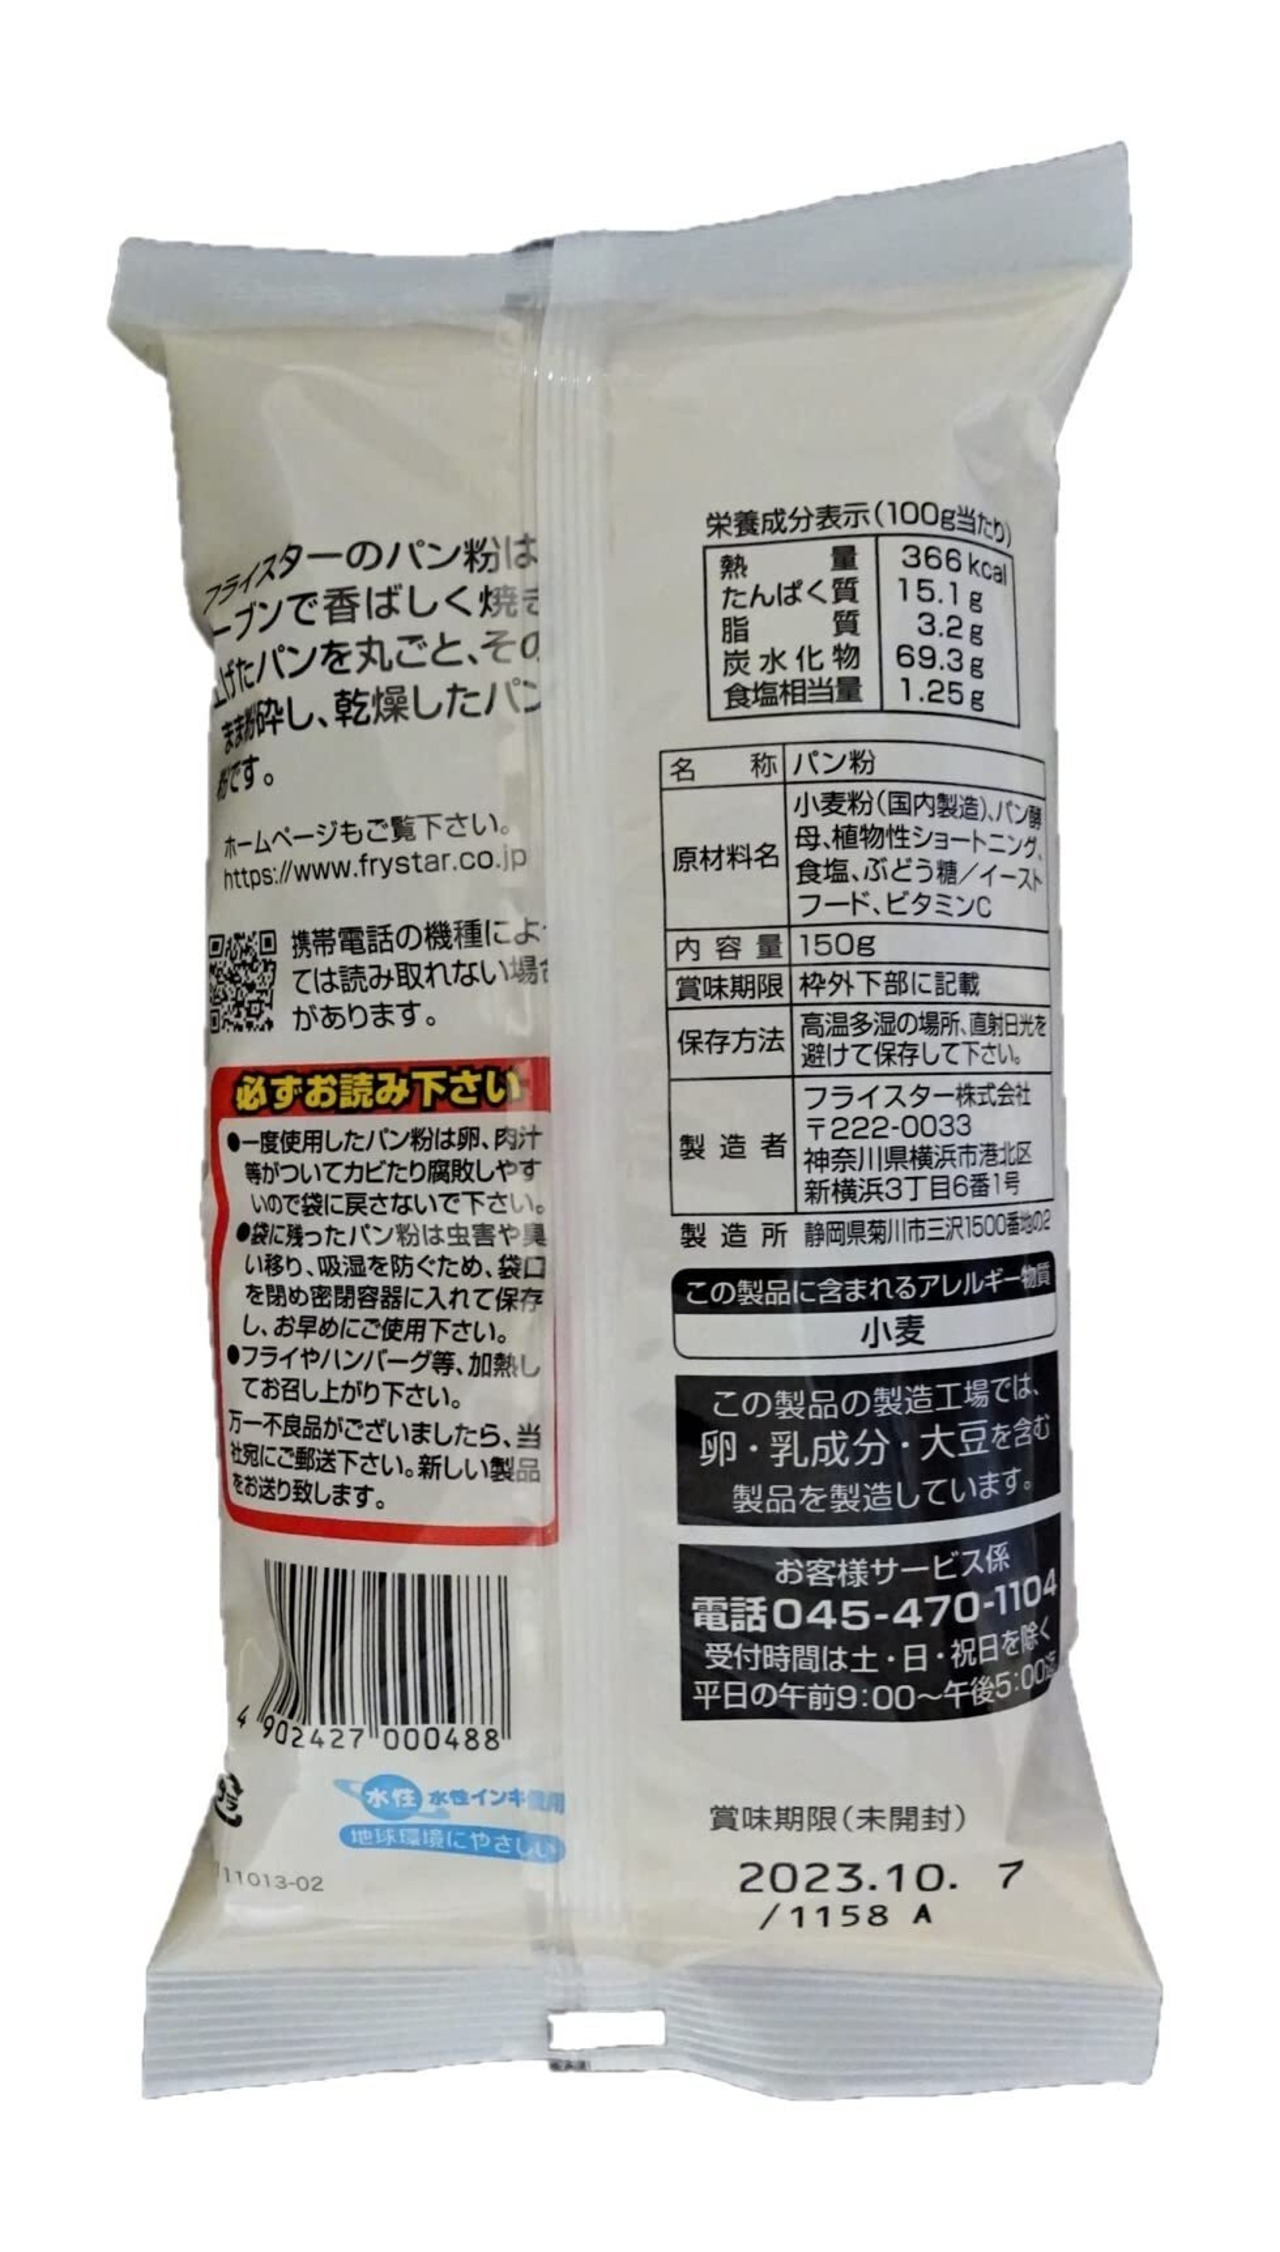 フライスターのパン粉は
ーブンで香ばしく焼き
上げたパンを丸ごと、その
まま粉砕し、乾燥したパン
粉です。
ホームページもご覧下さい。
https://www.frystar.co.jp
携帯電話の機種によ
ては読み取れない場合
があります。
必ずお読み下さい
●一度使用したパン粉は卵、肉汁
等がついてカビたり腐敗しやす
いので袋に戻さないで下さい。
●袋に残ったパン粉は虫害や臭
い移り、吸湿を防ぐため、袋口
を閉め密閉容器に入れて保存
し、お早めにご使用下さい。
●フライやハンバーグ等、加熱し
てお召し上がり下さい。
万一不良品がございましたら、当
社宛にご郵送下さい。新しい製品
をお送り致します。
4 902427 000488
水性 水性インキ使用
地球環境にやさしい
11013-02
栄養成分表示(100g当たり)
熱量 366kcal
たんぱく質 15.1g
脂質 3.2g
炭水化物 69.3g
食塩相当量 1.25g
名称 パン粉
原材料名 小麦粉(国内製造)、パン酵
母、植物性ショートニング、
食塩、ぶどう糖/イースト
フード、ビタミンC
内容量 150g
賞味期限 枠外下部に記載
保存方法 高温多湿の場所、直射日光を
避けて保存して下さい。
製造者 フライスター株式会社
〒222-0033
神奈川県横浜市港北区
新横浜3丁目6番1号
製造所 静岡県菊川市三沢1500番地の2
この製品に含まれるアレルギー物質
小麦
この製品の製造工場では、
卵・乳成分・大豆を含む
製品を製造しています。
お客様サービス係
電話045-470-1104
受付時間は土・日・祝日を除く
平日の午前9:00～午後5:00迄
賞味期限(未開封)
2023.10. 7
/1158 A